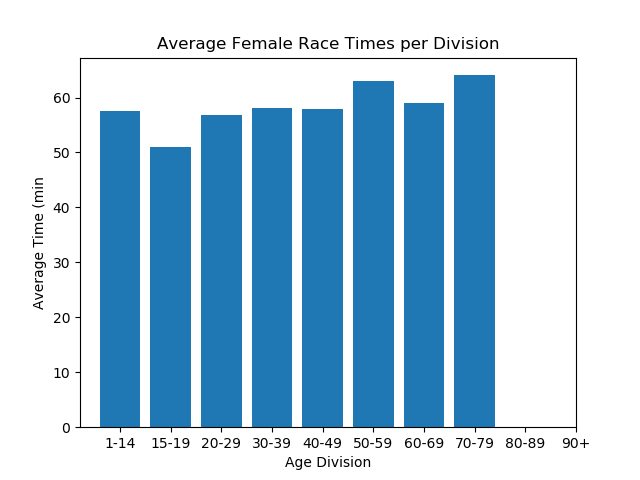 Average Female Race Times per Division
60
50
40
30
20
10
0
Average Time (min
1-14 15-19 20-29 30-39 40-49 50-59 60-69 70-79 80-89 90+
Age Division